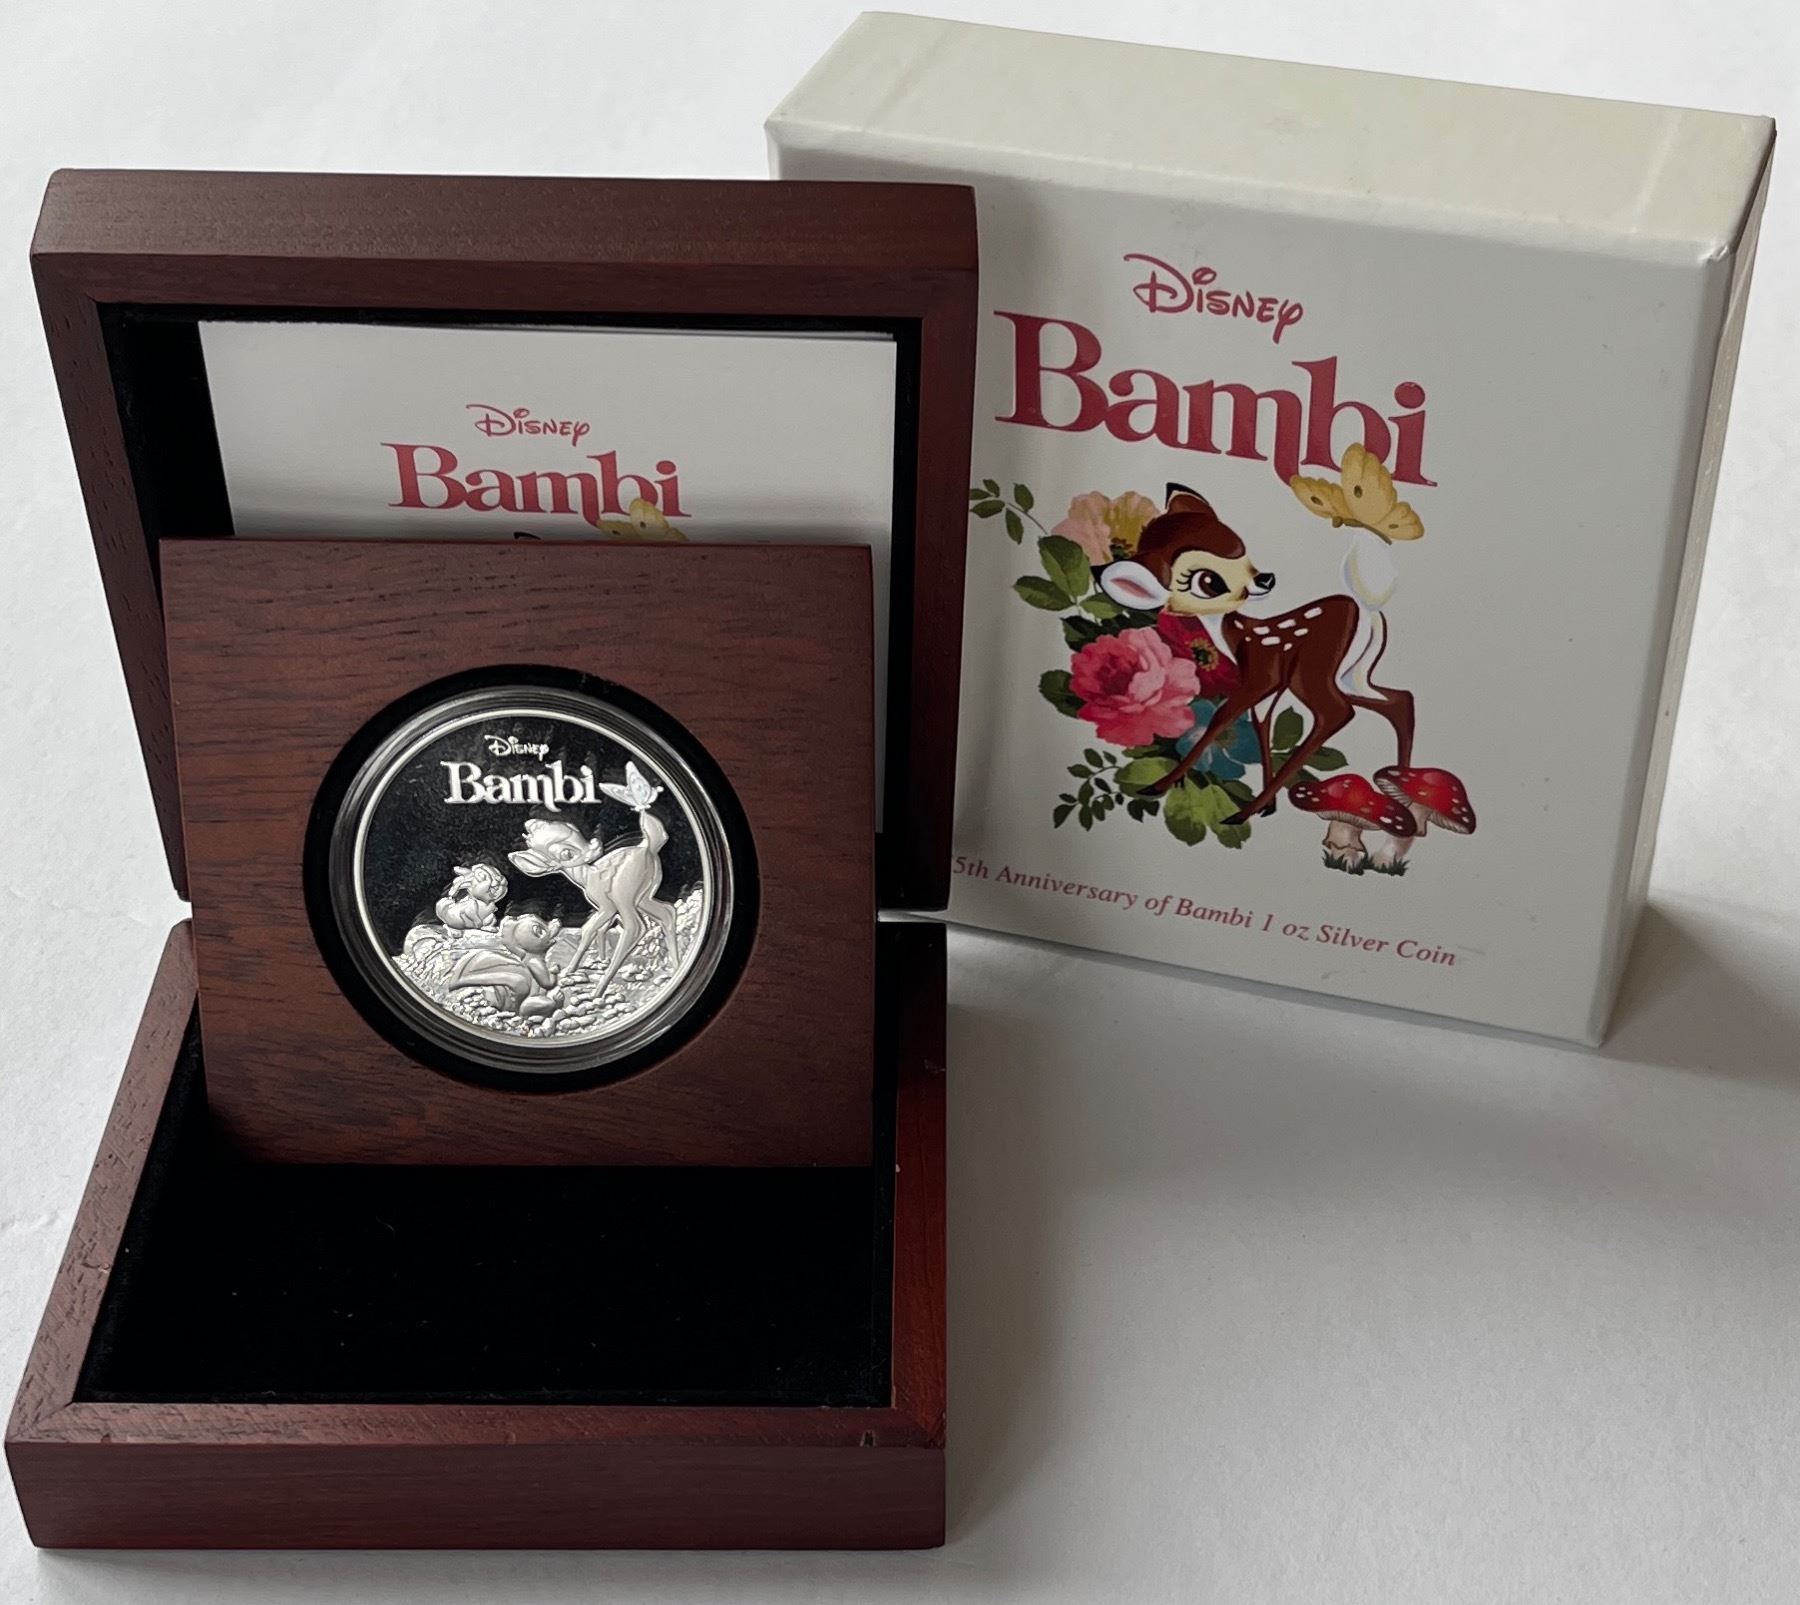 Disney
Bambi
Disney
Bambi
Disney
Bambi
5th Anniversary of Bambi 1 oz Silver Coin